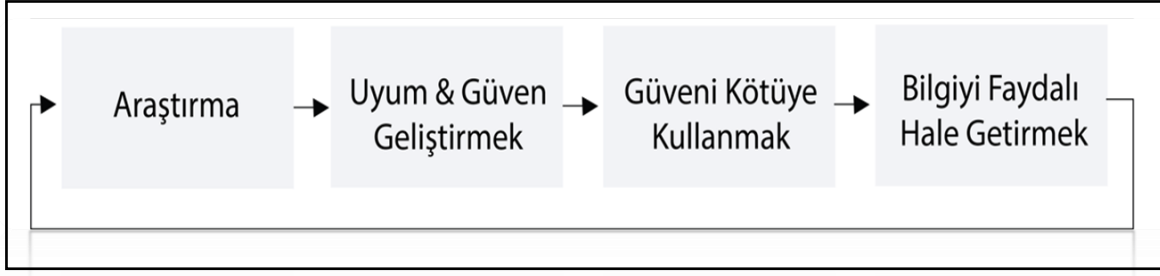 Araştırma
Uyum & Güven
Geliştirmek
Güveni Kötüye
Kullanmak
Bilgiyi Faydalı
Hale Getirmek